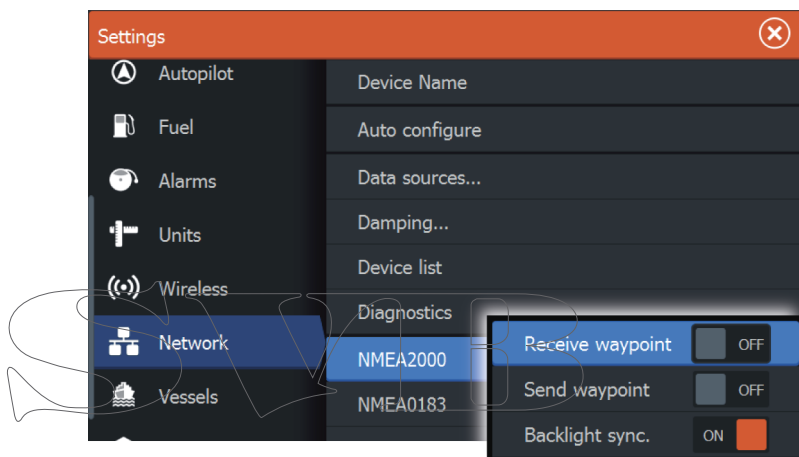 Settings
Autopilot
Fuel
Alarms
Units
Wireless
Network
Vessels
Device Name
Auto configure
Data sources...
Damping...
Device list
Diagnostics
NMEA2000
NMEA0183
Receive waypoint OFF
Send waypoint OFF
Backlight sync. ON
SVMB